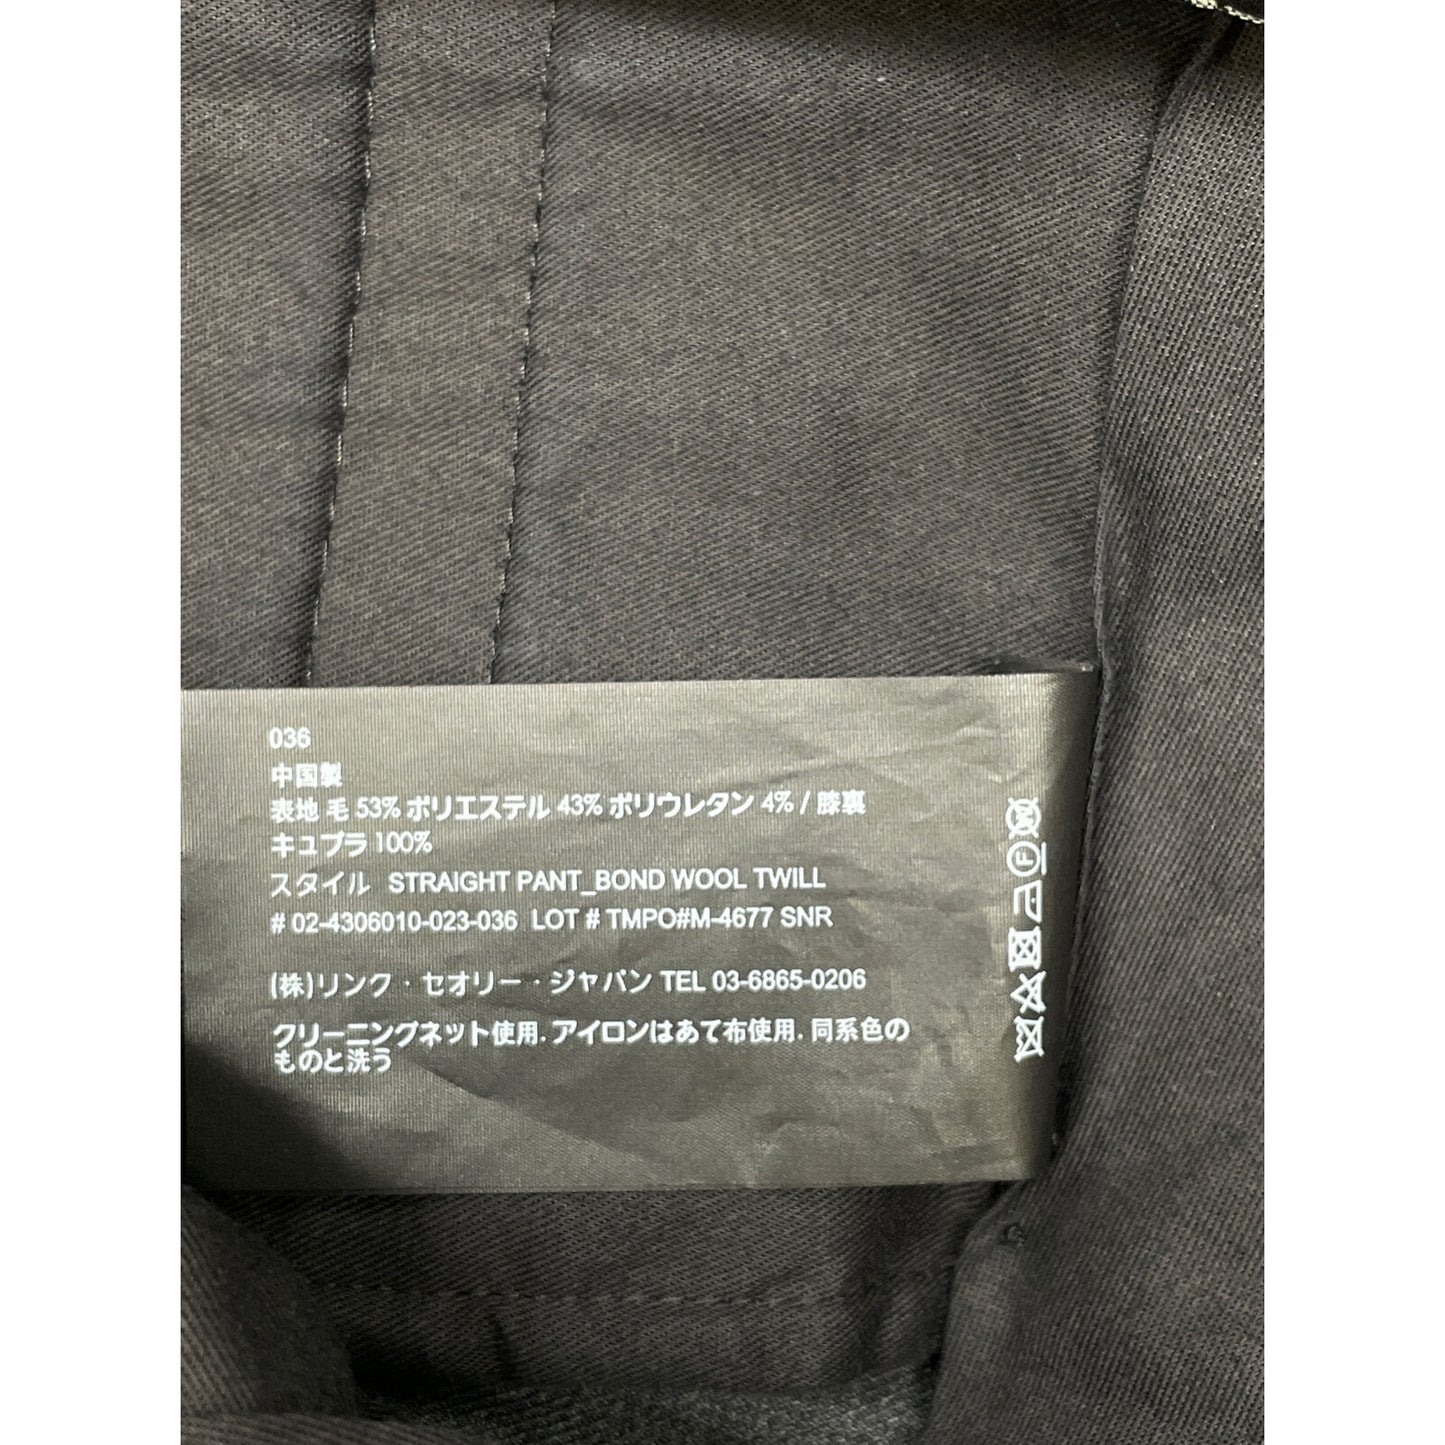 036
中国製
表地 毛 53% ポリエステル 43% ポリウレタン 4% / 膝裏
キュプラ 100%
スタイル STRAIGHT PANT_BOND WOOL TWILL
# 02-4306010-023-036 LOT # TMPO#M-4677 SNR
(株)リンク・セオリー・ジャパン TEL 03-6865-0206
クリーニングネット使用. アイロンはあて布使用. 同系色の
ものと洗う
W
F